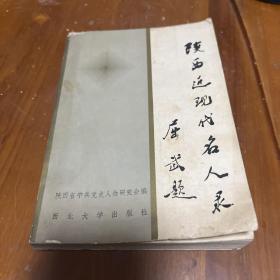 陕西近现代名人录
屈武题
陕西省中共党史人物研究会编
西北大学出版社